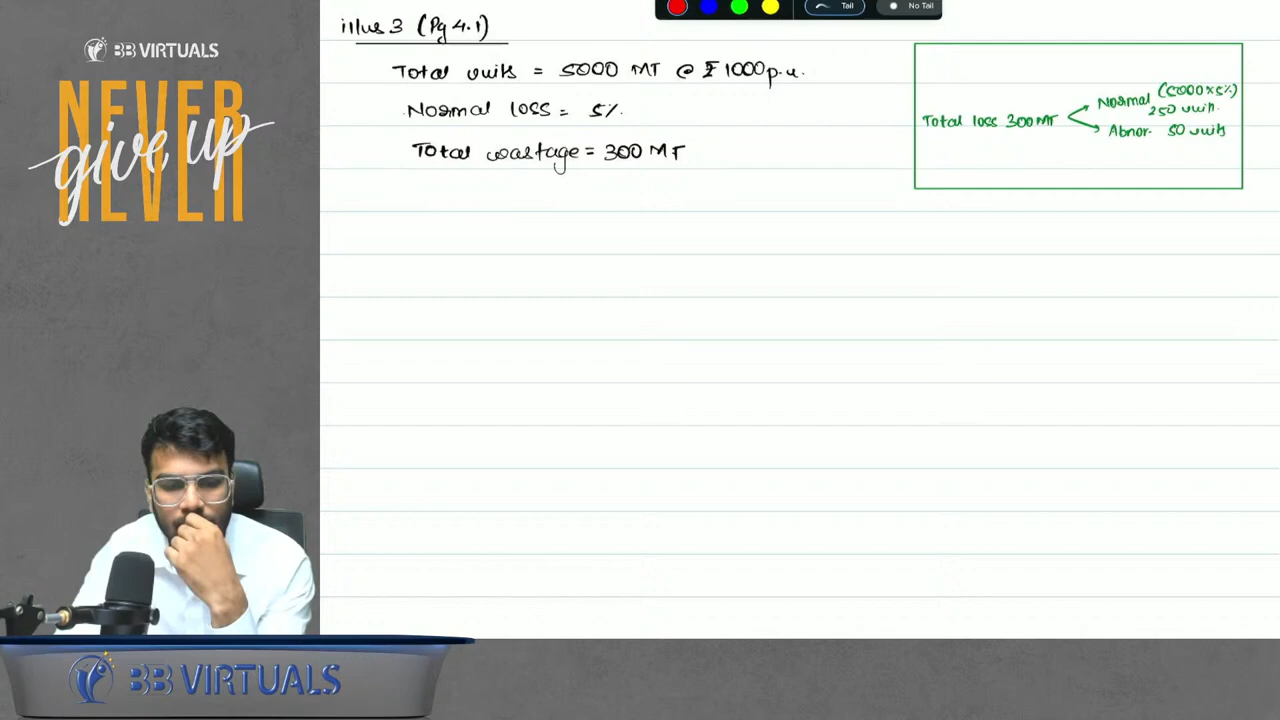 BB VIRTUALS
NEVER
give up
NEVER
illus 3 (Pg 4.1)
Total units = 5000 MT @ ₹ 1000 p.u.
Normal loss = 5%.
Total wastage = 300 MT
Tail
No Tail
Total loss 300 MT
Normal (5000×5%)
250 units.
Abnor. 50 units
BB VIRTUALS